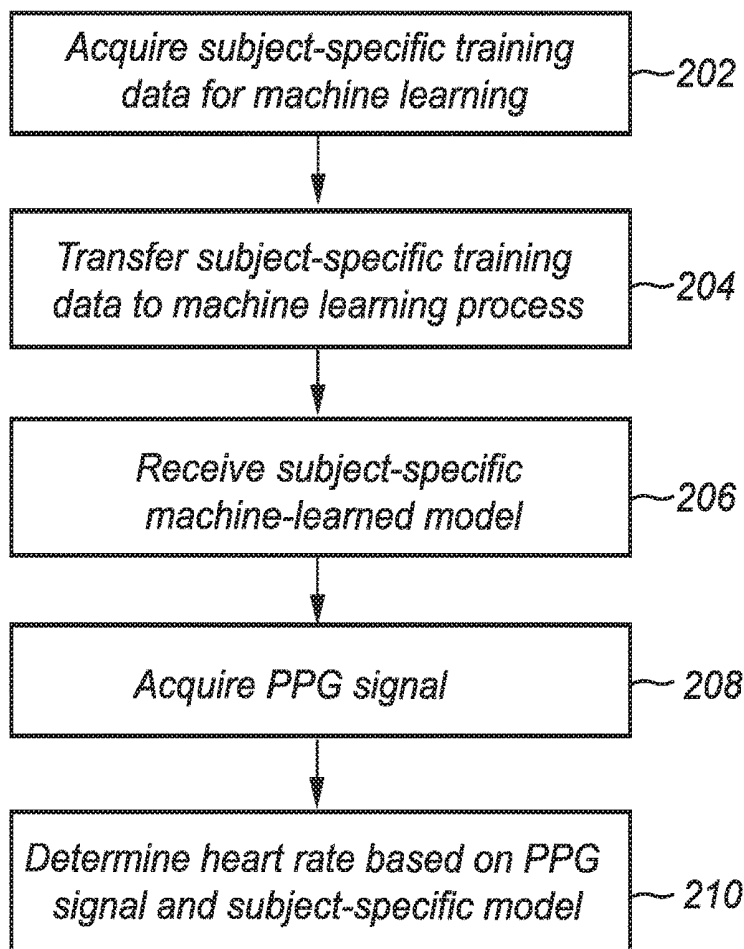 Acquire subject-specific training
data for machine learning
202
Transfer subject-specific training
data to machine learning process
204
Receive subject-specific
machine-learned model
206
Acquire PPG signal
208
Determine heart rate based on PPG
signal and subject-specific model
210